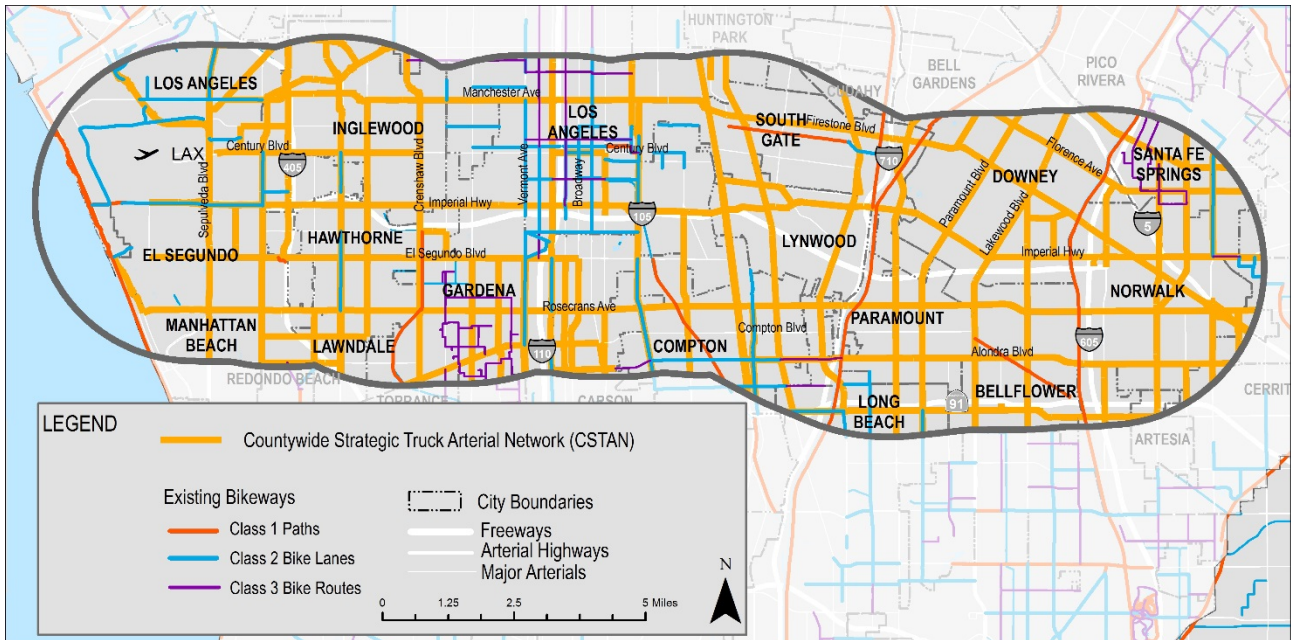 HUNTINGTON
PARK
BELL
GARDENS
PICO
RIVERA
CUDAHY
LOS ANGELES
Manchester Ave
LOS
ANGELES
INGLEWOOD
SOUTH
GATE
Firestone Blvd
Florence Ave
SANTA FE
SPRINGS
LAX
Century Blvd
405
Century Blvd
710
DOWNEY
Sepulveda Blvd
Crenshaw Blvd
Vermont Ave
Broadway
Paramount Blvd
Lakewood Blvd
Imperial Hwy
105
5
HAWTHORNE
LYNWOOD
EL SEGUNDO
El Segundo Blvd
Imperial Hwy
GARDENA
NORWALK
Rosecrans Ave
MANHATTAN
BEACH
LAWNDALE
110
COMPTON
Compton Blvd
PARAMOUNT
605
Alondra Blvd
REDONDO BEACH
TORRANCE
CARSON
BELLFLOWER
91
CERRIT
LONG
BEACH
ARTESIA
LEGEND
Countywide Strategic Truck Arterial Network (CSTAN)
Existing Bikeways
Class 1 Paths
Class 2 Bike Lanes
Class 3 Bike Routes
City Boundaries
Freeways
Arterial Highways
Major Arterials
N
0 1.25 2.5 5 Miles